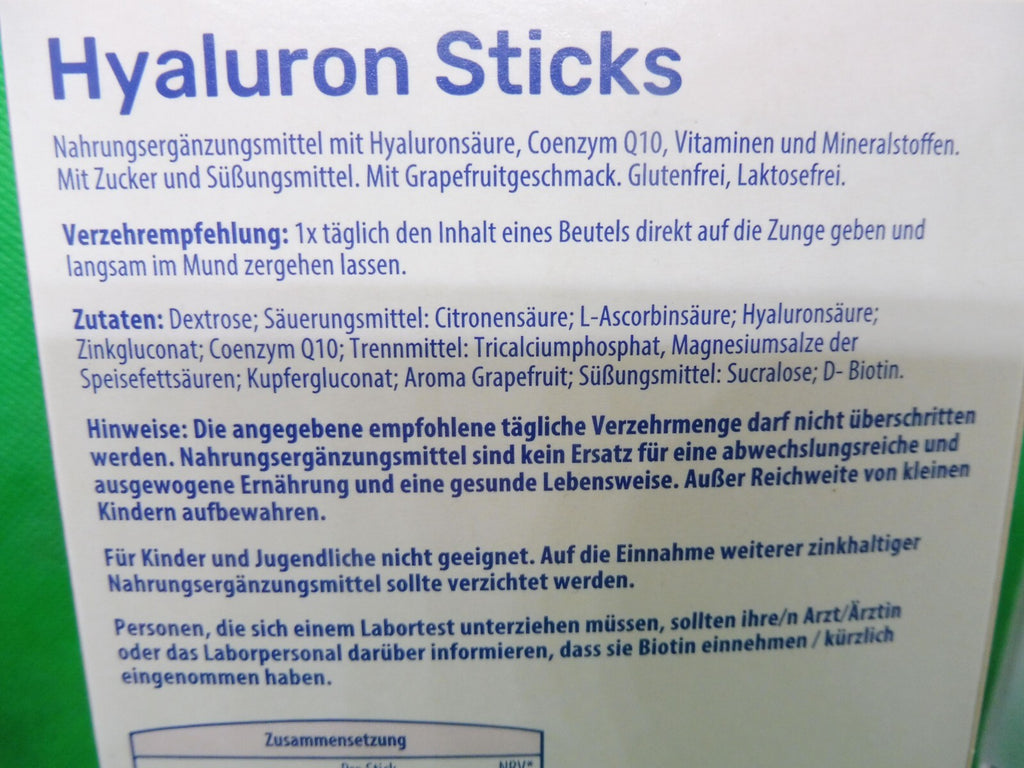 Hyaluron Sticks
Nahrungsergänzungsmittel mit Hyaluronsäure, Coenzym Q10, Vitaminen und Mineralstoffen.
Mit Zucker und Süßungsmittel. Mit Grapefruitgeschmack. Glutenfrei, Laktosefrei.
Verzehrempfehlung: 1x täglich den Inhalt eines Beutels direkt auf die Zunge geben und
langsam im Mund zergehen lassen.
Zutaten: Dextrose; Säuerungsmittel: Citronensäure; L-Ascorbinsäure; Hyaluronsäure;
Zinkgluconat; Coenzym Q10; Trennmittel: Tricalciumphosphat, Magnesiumsalze der
Speisefettsäuren; Kupfergluconat; Aroma Grapefruit; Süßungsmittel: Sucralose; D- Biotin.
Hinweise: Die angegebene empfohlene tägliche Verzehrmenge darf nicht überschritten
werden. Nahrungsergänzungsmittel sind kein Ersatz für eine abwechslungsreiche und
ausgewogene Ernährung und eine gesunde Lebensweise. Außer Reichweite von kleinen
Kindern aufbewahren.
Für Kinder und Jugendliche nicht geeignet. Auf die Einnahme weiterer zinkhaltiger
Nahrungsergänzungsmittel sollte verzichtet werden.
Personen, die sich einem Labortest unterziehen müssen, sollten ihre/n Arzt/Ärztin
oder das Laborpersonal darüber informieren, dass sie Biotin einnehmen / kürzlich
eingenommen haben.
Zusammensetzung
Pro Stick NRV*